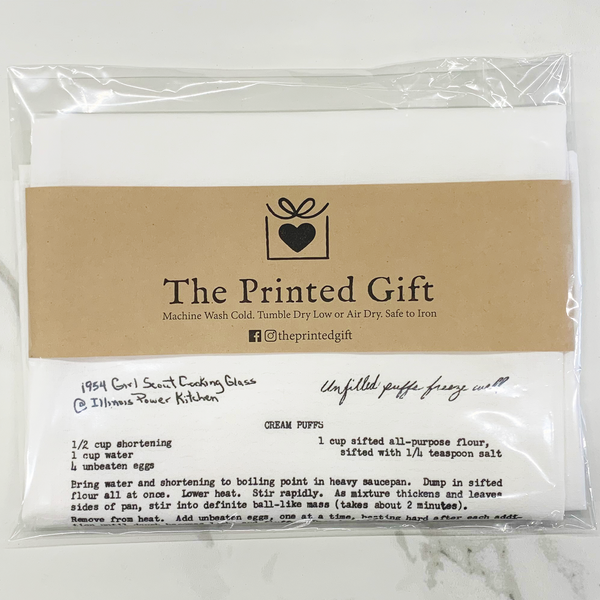 The Printed Gift
Machine Wash Cold. Tumble Dry Low or Air Dry. Safe to Iron
theprintedgift
1954 Girl Scout Cooking Glass
@ Illinois Power Kitchen
Unfilled puffs freeze well
CREAM PUFFS
1/2 cup shortening
1 cup water
4 unbeaten eggs
1 cup sifted all-purpose flour,
sifted with 1/4 teaspoon salt
Bring water and shortening to boiling point in heavy saucepan. Dump in sifted
flour all at once. Lower heat. Stir rapidly. As mixture thickens and leaves
sides of pan, stir into definite ball-like mass (takes about 2 minutes).
Remove from heat. Add unbeaten eggs, one at a time, beating hard after each addi-